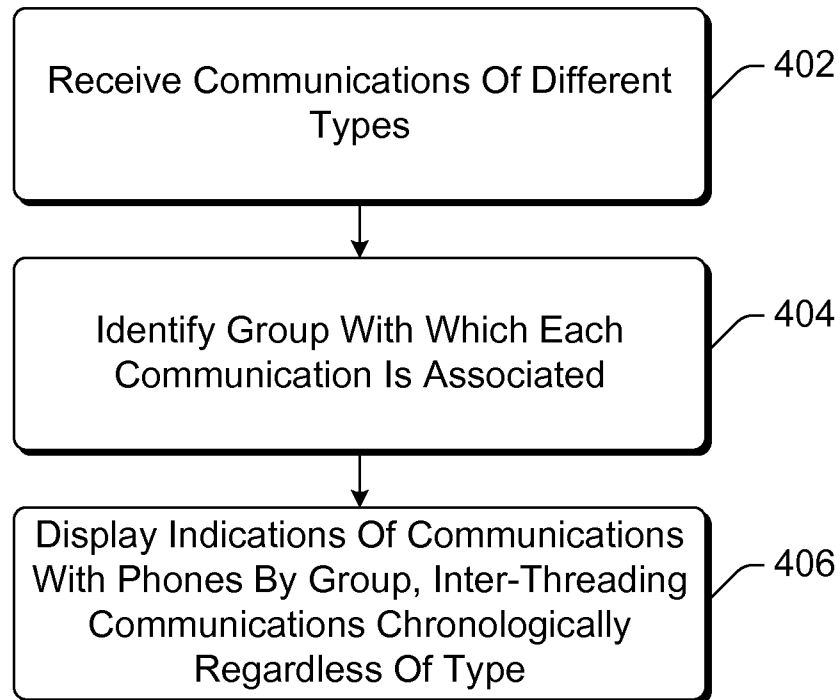 Receive Communications Of Different
Types
402
Identify Group With Which Each
Communication Is Associated
404
Display Indications Of Communications
With Phones By Group, Inter-Threading
Communications Chronologically
Regardless Of Type
406